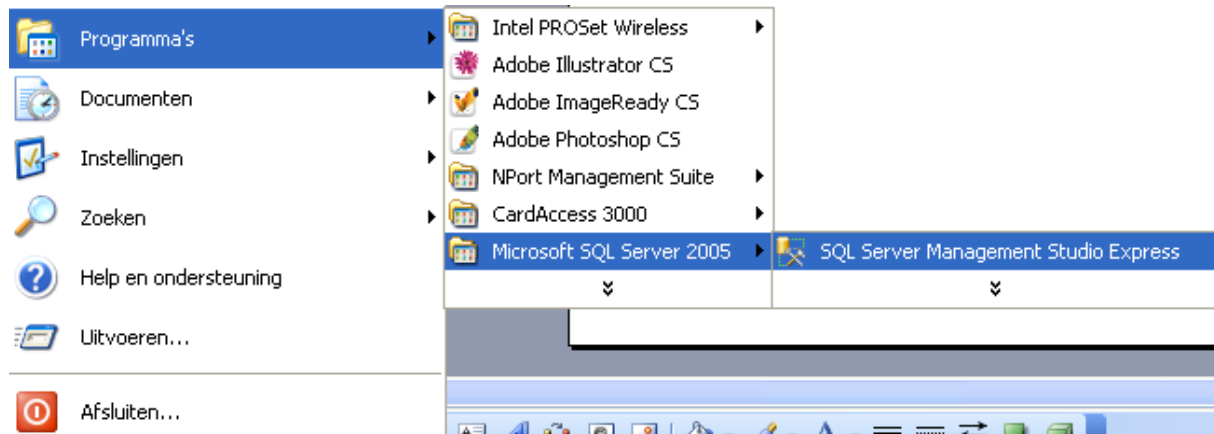 Programma's
Documenten
Instellingen
Zoeken
Help en ondersteuning
Uitvoeren...
Afsluiten...
Intel PROSet Wireless
Adobe Illustrator CS
Adobe ImageReady CS
Adobe Photoshop CS
NPort Management Suite
CardAccess 3000
Microsoft SQL Server 2005
SQL Server Management Studio Express